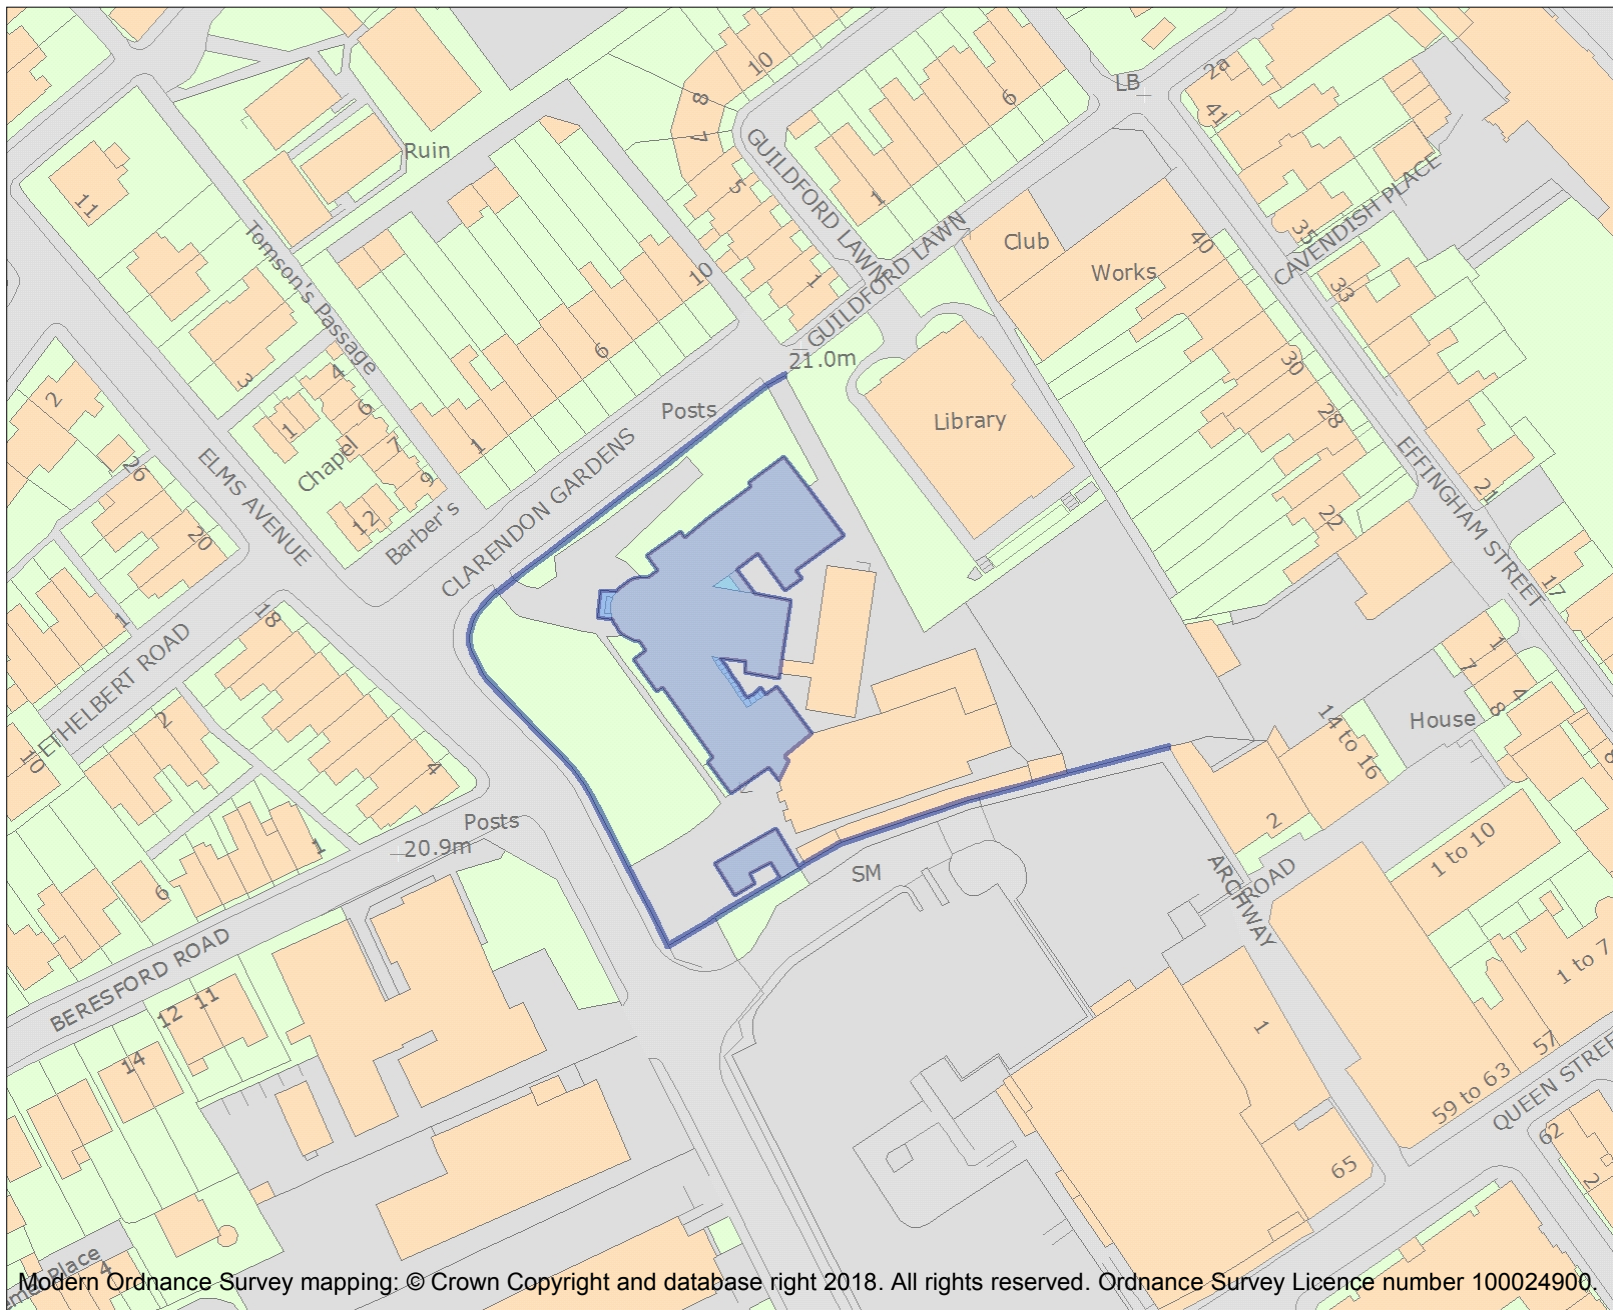 10
8
7
6
LB
2a
41
Ruin
GUILDFORD LAWN
5
1
11
Tomson's Passage
1
GUILDFORD LAWN
Club
Works
40
35
CAVENDISH PLACE
33
10
6
21.0m
Posts
Library
30
28
2
3
4
6
7
9
1
Chapel
12
Barber's
1
CLARENDON GARDENS
26
20
ELMS AVENUE
22
EFFINGHAM STREET
21
17
1
18
ETHELBERT ROAD
2
10
4
1
6
Posts
20.9m
1
7
4
8
House
14 to 16
2
8
SM
ARCHWAY
ROAD
1 to 10
1 to 7
BERESFORD ROAD
12
11
14
1
57
59 to 63
QUEEN STREE
62
65
2
Place
4
Modern Ordnance Survey mapping: © Crown Copyright and database right 2018. All rights reserved. Ordnance Survey Licence number 100024900.